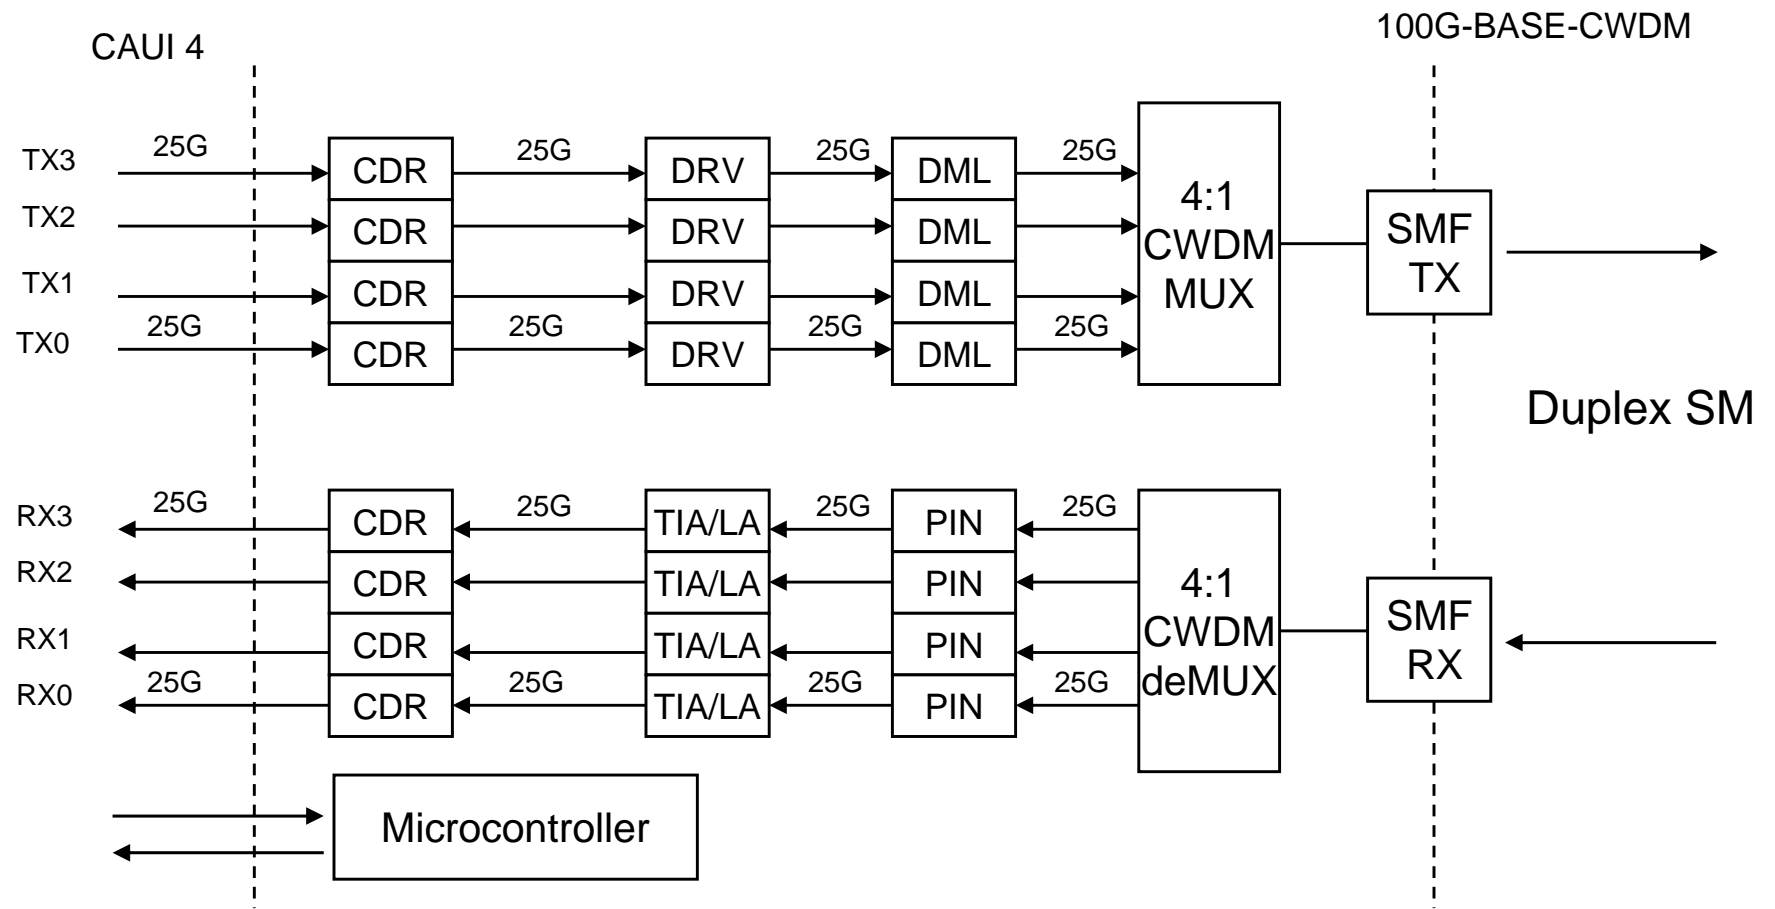 CAUI 4
100G-BASE-CWDM
TX3
25G
CDR
25G
DRV
25G
DML
25G
TX2
CDR
DRV
DML
TX1
CDR
DRV
DML
TX0
25G
CDR
25G
DRV
25G
DML
25G
4:1
CWDM
MUX
SMF
TX
Duplex SM
RX3
25G
CDR
25G
TIA/LA
25G
PIN
25G
RX2
CDR
TIA/LA
PIN
RX1
CDR
TIA/LA
PIN
RX0
25G
CDR
25G
TIA/LA
25G
PIN
25G
4:1
CWDM
deMUX
SMF
RX
Microcontroller